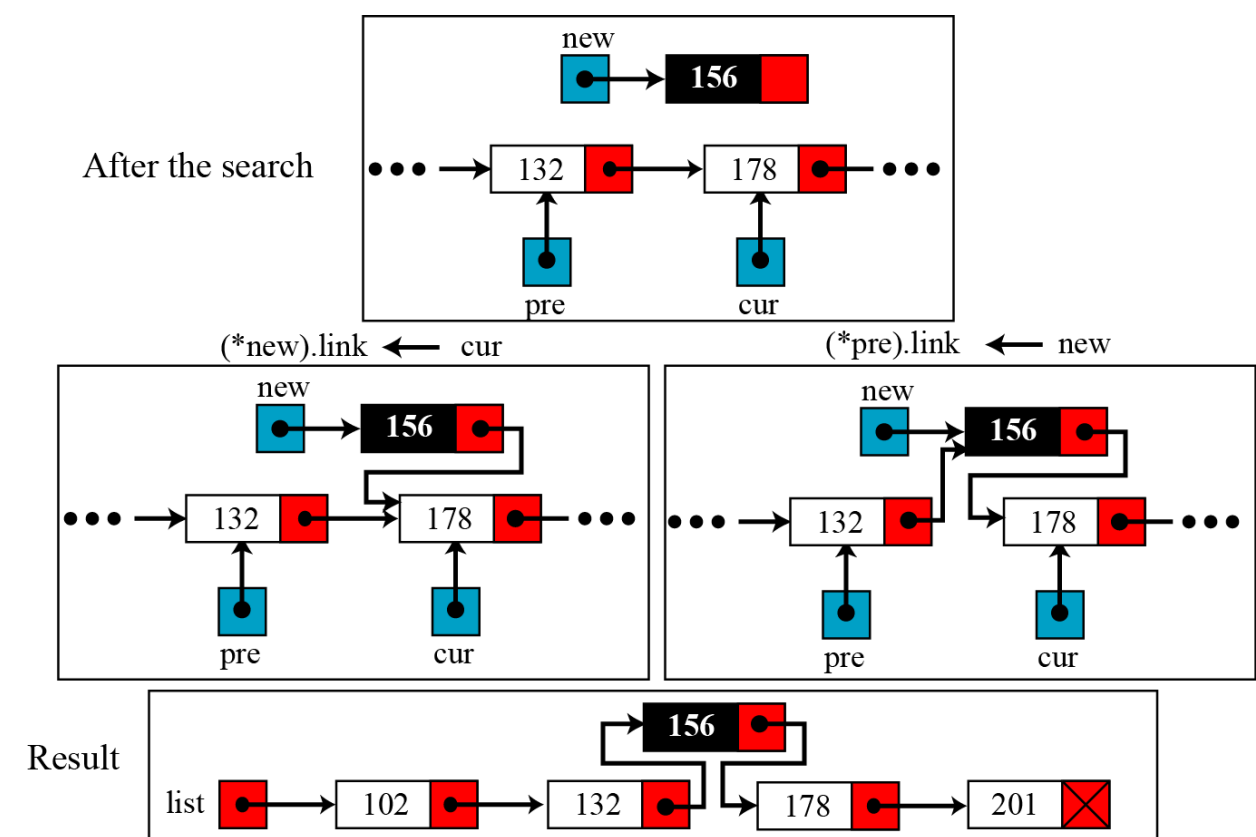 new
156
After the search
132
178
pre
cur
(*new).link ← cur
(*pre).link ← new
new
156
132
178
pre
cur
new
156
132
178
pre
cur
Result
156
list
102
132
178
201